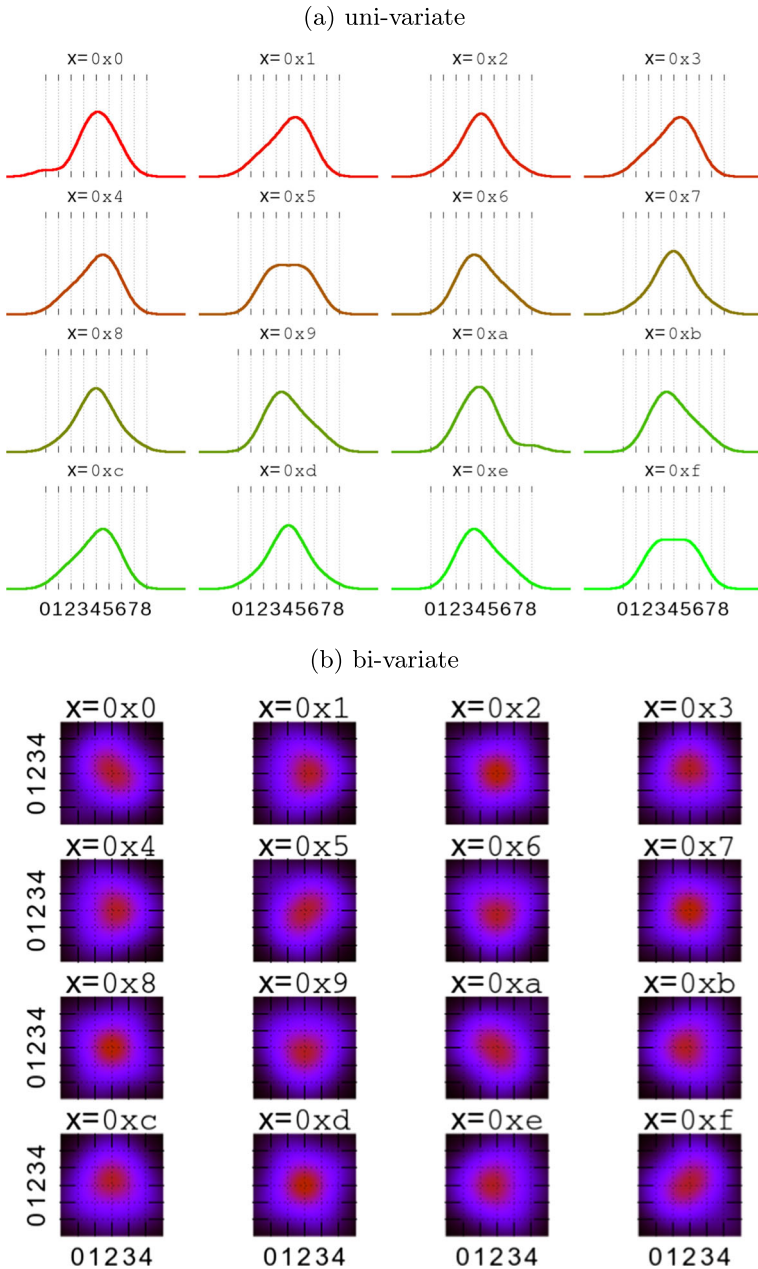 (a) uni-variate
x=0x0 x=0x1 x=0x2 x=0x3
x=0x4 x=0x5 x=0x6 x=0x7
x=0x8 x=0x9 x=0xa x=0xb
x=0xc x=0xd x=0xe x=0xf
012345678 012345678 012345678 012345678
(b) bi-variate
x=0x0 x=0x1 x=0x2 x=0x3
01234
x=0x4 x=0x5 x=0x6 x=0x7
01234
x=0x8 x=0x9 x=0xa x=0xb
01234
x=0xc x=0xd x=0xe x=0xf
01234
01234 01234 01234 01234